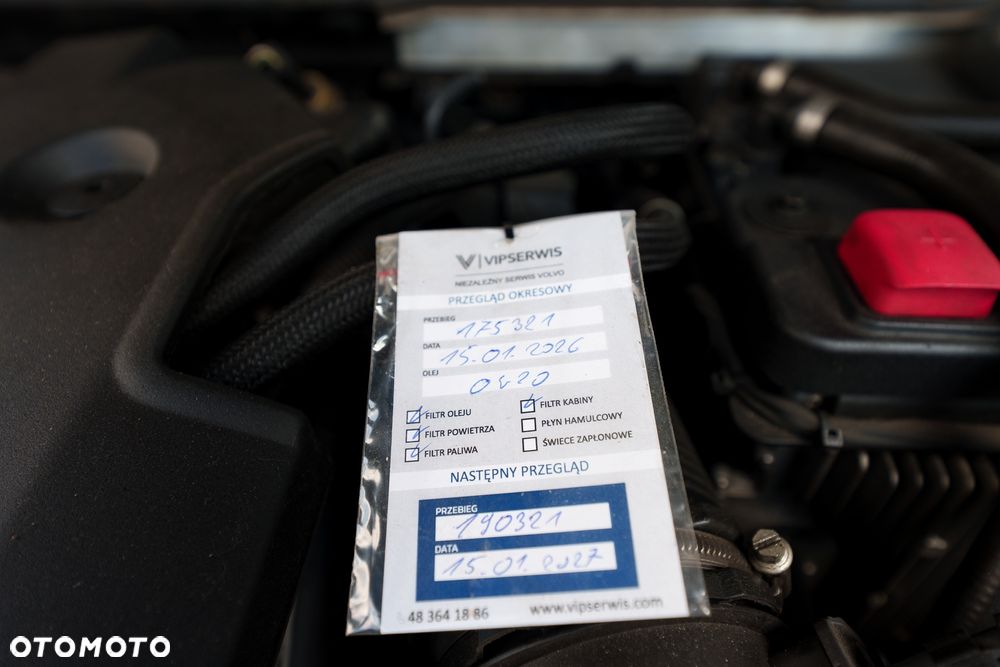 VIPSERWIS
NIEZALEŻNY SERWIS VOLVO
PRZEGLĄD OKRESOWY
PRZEBIEG
175321
DATA
15.01.2026
OLEJ
0W20
FILTR OLEJU
FILTR KABINY
FILTR POWIETRZA
PŁYN HAMULCOWY
FILTR PALIWA
ŚWIECE ZAPŁONOWE
NASTĘPNY PRZEGLĄD
PRZEBIEG
190321
DATA
15.01.2027
48 364 18 86
www.vipserwis.com
OTOMOTO